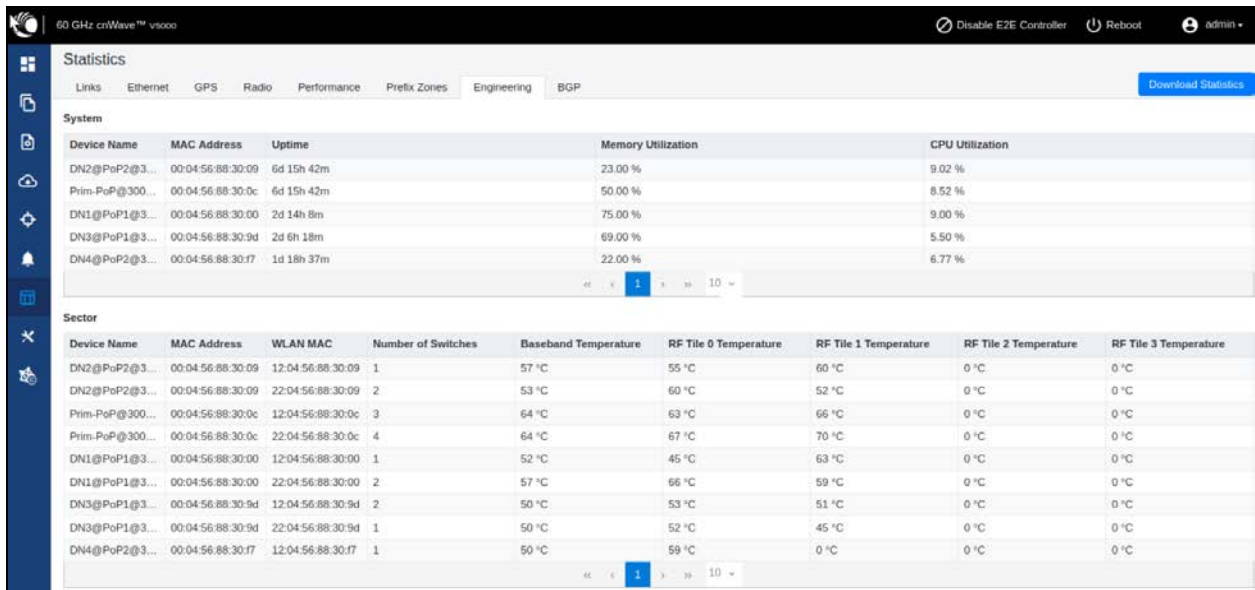 60 GHz cnWave™ V5000 Disable E2E Controller Reboot admin
Statistics
Links Ethernet GPS Radio Performance Prefix Zones Engineering BGP Download Statistics
System
Device Name MAC Address Uptime Memory Utilization CPU Utilization
DN2@PoP2@3... 00:04:56:88:30:09 6d 15h 42m 23.00 % 9.02 %
Prim-PoP@300... 00:04:56:88:30:0c 6d 15h 42m 50.00 % 8.52 %
DN1@PoP1@3... 00:04:56:88:30:00 2d 14h 8m 75.00 % 9.00 %
DN3@PoP1@3... 00:04:56:88:30:9d 2d 6h 18m 69.00 % 5.50 %
DN4@PoP2@3... 00:04:56:88:30:f7 1d 18h 37m 22.00 % 6.77 %
« ‹ 1 › » 10
Sector
Device Name MAC Address WLAN MAC Number of Switches Baseband Temperature RF Tile 0 Temperature RF Tile 1 Temperature RF Tile 2 Temperature RF Tile 3 Temperature
DN2@PoP2@3... 00:04:56:88:30:09 12:04:56:88:30:09 1 57 °C 55 °C 60 °C 0 °C 0 °C
DN2@PoP2@3... 00:04:56:88:30:09 22:04:56:88:30:09 2 53 °C 60 °C 52 °C 0 °C 0 °C
Prim-PoP@300... 00:04:56:88:30:0c 12:04:56:88:30:0c 3 64 °C 63 °C 66 °C 0 °C 0 °C
Prim-PoP@300... 00:04:56:88:30:0c 22:04:56:88:30:0c 4 64 °C 67 °C 70 °C 0 °C 0 °C
DN1@PoP1@3... 00:04:56:88:30:00 12:04:56:88:30:00 1 52 °C 45 °C 63 °C 0 °C 0 °C
DN1@PoP1@3... 00:04:56:88:30:00 22:04:56:88:30:00 2 57 °C 66 °C 59 °C 0 °C 0 °C
DN3@PoP1@3... 00:04:56:88:30:9d 12:04:56:88:30:9d 2 50 °C 53 °C 51 °C 0 °C 0 °C
DN3@PoP1@3... 00:04:56:88:30:9d 22:04:56:88:30:9d 1 50 °C 52 °C 45 °C 0 °C 0 °C
DN4@PoP2@3... 00:04:56:88:30:f7 12:04:56:88:30:f7 1 50 °C 59 °C 0 °C 0 °C 0 °C
« ‹ 1 › » 10